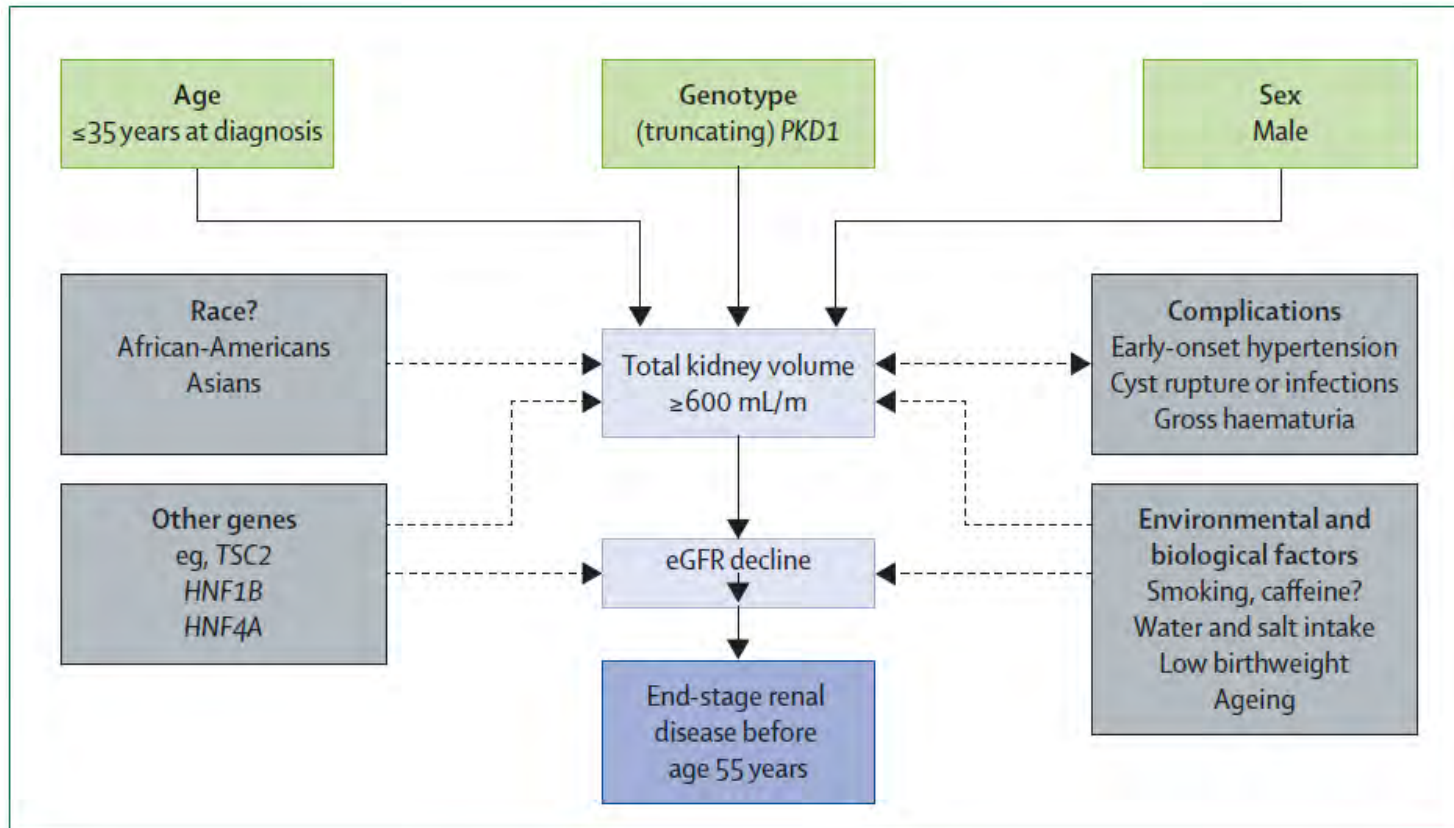 Age
≤35 years at diagnosis
Genotype
(truncating) PKD1
Sex
Male
Race?
African-Americans
Asians
Total kidney volume
≥600 mL/m
Complications
Early-onset hypertension
Cyst rupture or infections
Gross haematuria
Other genes
eg, TSC2
HNF1B
HNF4A
eGFR decline
Environmental and
biological factors
Smoking, caffeine?
Water and salt intake
Low birthweight
Ageing
End-stage renal
disease before
age 55 years